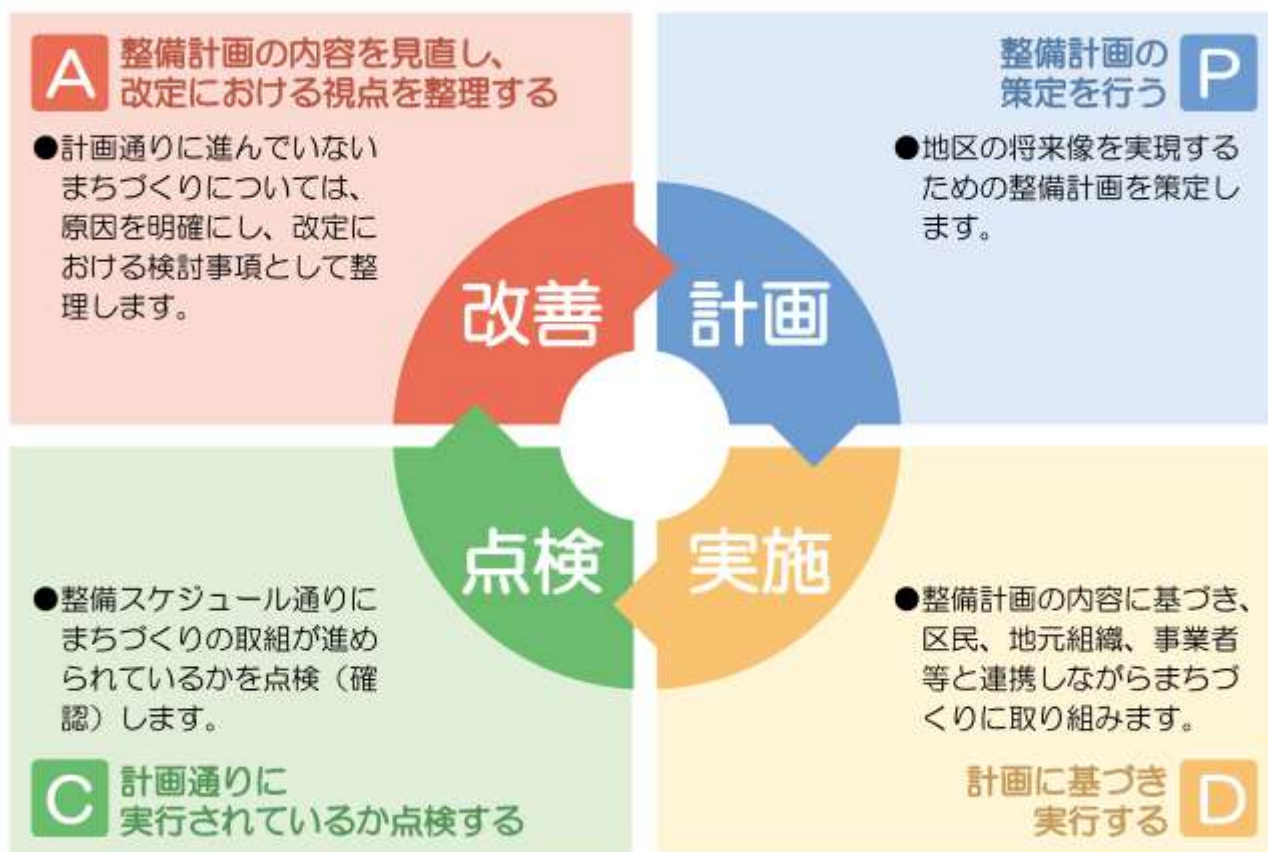 A
整備計画の内容を見直し、
改定における視点を整理する
●計画通りに進んでいない
まちづくりについては、
原因を明確にし、改定に
おける検討事項として整
理します。
改善
整備計画の
策定を行う
P
●地区の将来像を実現する
ための整備計画を策定し
ます。
計画
点検
●整備スケジュール通りに
まちづくりの取組が進め
られているかを点検（確
認）します。
C
計画通りに
実行されているか点検する
実施
●整備計画の内容に基づき、
区民、地元組織、事業者
等と連携しながらまちづ
くりに取り組みます。
計画に基づき
実行する
D